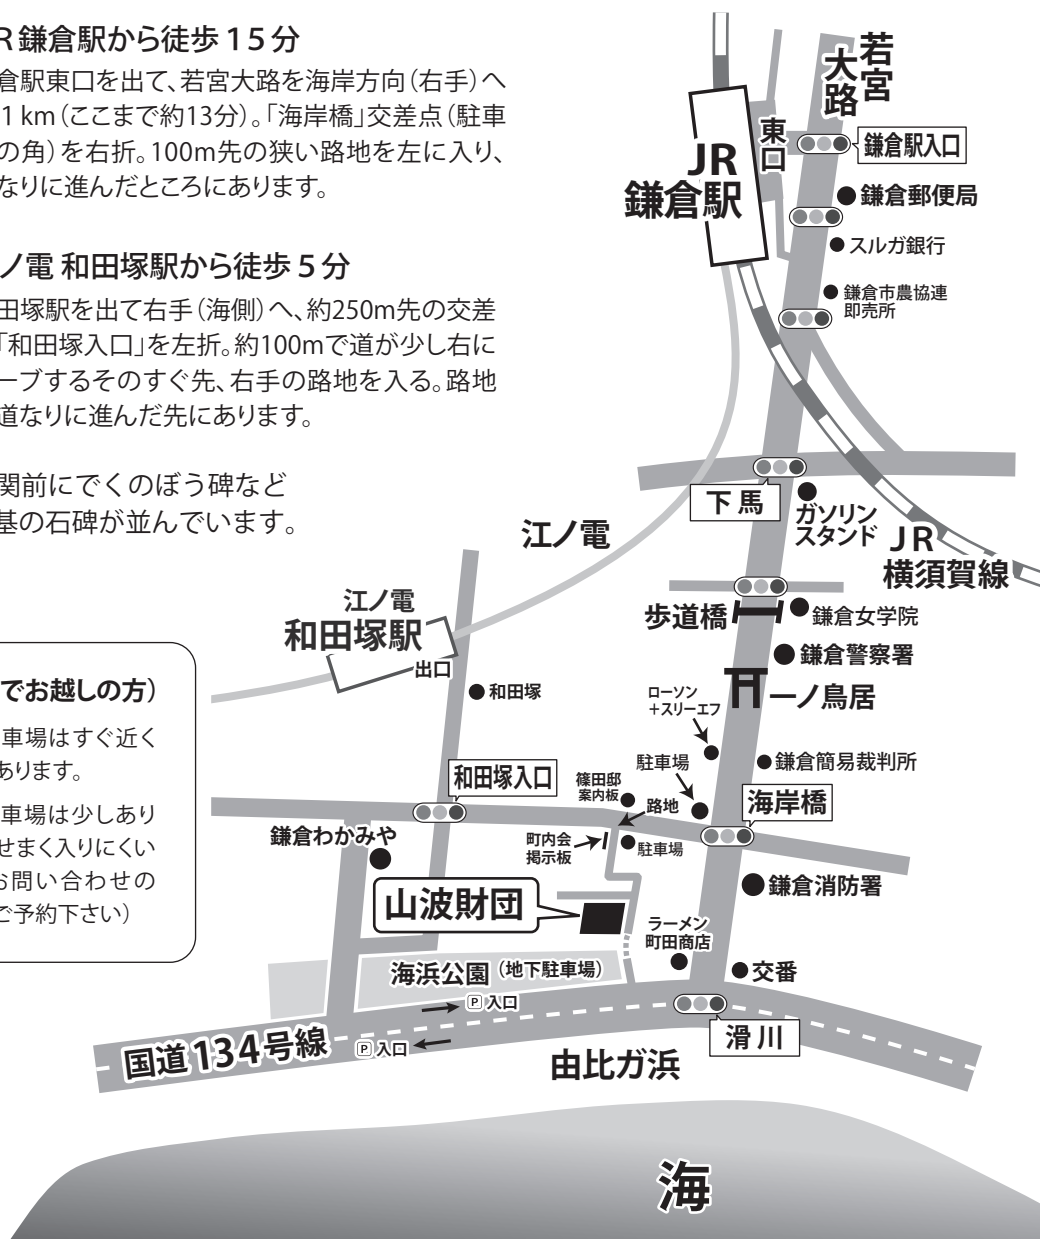 R 鎌倉駅から徒歩 1 5 分
倉駅東口を出て、若宮大路を海岸方向（右手）へ
1 km（ここまで約13分）。「海岸橋」交差点（駐車
の角）を右折。100m先の狭い路地を左に入り、
なりに進んだところにあります。
ノ電 和田塚駅から徒歩 5 分
田塚駅を出て右手（海側）へ、約250m先の交差
「和田塚入口」を左折。約100mで道が少し右に
ーブするそのすぐ先、右手の路地を入る。路地
道なりに進んだ先にあります。
関前にでくのぼう碑など
基の石碑が並んでいます。
でお越しの方）
車場はすぐ近く
あります。
車場は少しあり
せまく入りにくい
お問い合わせの
ご予約下さい）
若宮
大路
東口
鎌倉駅入口
JR
鎌倉駅
鎌倉郵便局
スルガ銀行
鎌倉市農協連
即売所
下 馬
ガソリン
スタンド
JR
横須賀線
江ノ電
江ノ電
和田塚駅
出口
和田塚
歩道橋
鎌倉女学院
鎌倉警察署
一ノ鳥居
ローソン
＋スリーエフ
駐車場
鎌倉簡易裁判所
和田塚入口
篠田邸
案内板
路地
海岸橋
鎌倉わかみや
町内会
掲示板
駐車場
鎌倉消防署
山波財団
ラーメン
町田商店
交番
海浜公園（地下駐車場）
P 入口
滑 川
国道 134号線
P 入口
由比ガ浜
海